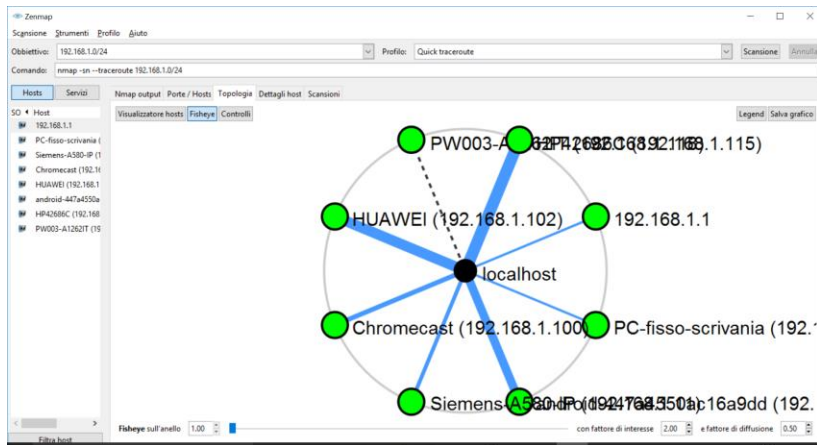 Zenmap
Scansione Strumenti Profilo Aiuto
Obbiettivo: 192.168.1.0/24 Profilo: Quick traceroute Scansione Annulla
Comando: nmap -sn --traceroute 192.168.1.0/24
Hosts Servizi
Nmap output Porte / Hosts Topologia Dettagli host Scansioni
SO Host
192.168.1.1
PC-fisso-scrivania (
Siemens-A580-IP (1
Chromecast (192.16
HUAWEI (192.168.1
android-447a4550a
HP42686C (192.168
PW003-A1262IT (19
Filtra host
Visualizzatore hosts Fisheye Controlli Legend Salva grafico
HUAWEI (192.168.1.102)
192.168.1.1
localhost
Chromecast (192.168.1.100)
PC-fisso-scrivania (192.1
Siemens-A580-IP
Fisheye sull'anello 1.00 con fattore di interesse 2.00 e fattore di diffusione 0.50